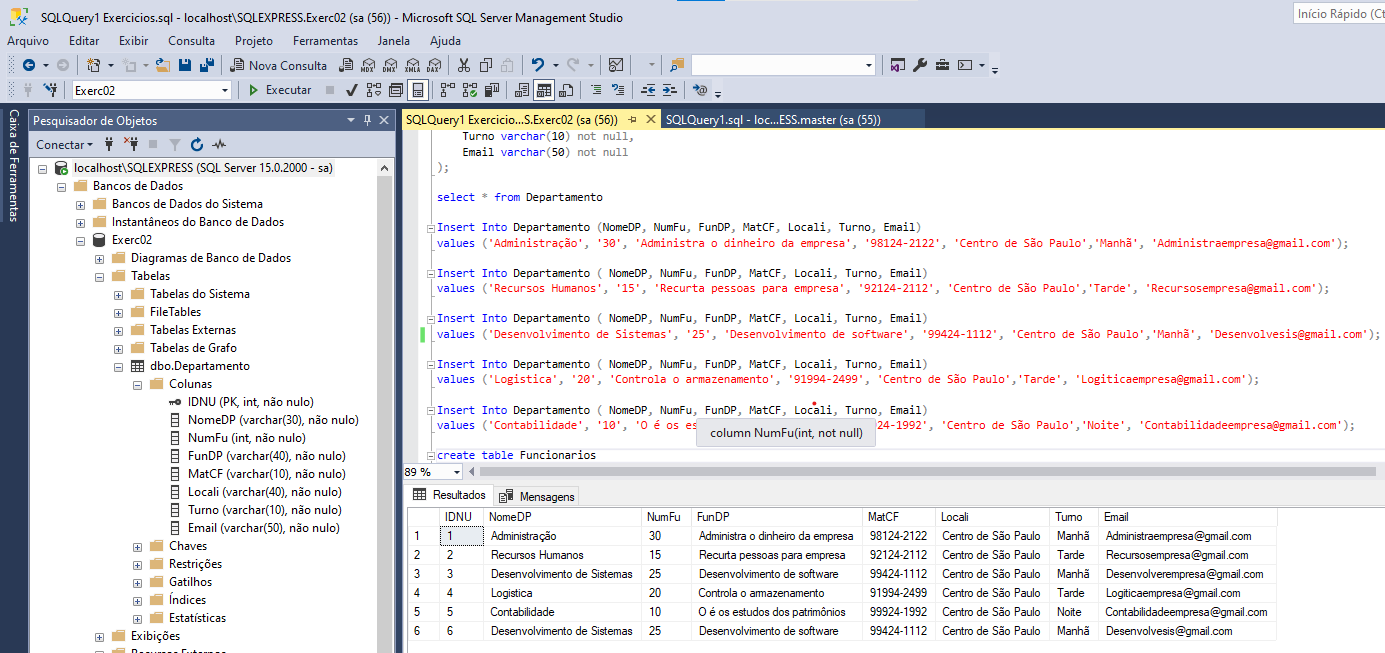 SQLQuery1 Exercicios.sql - localhost\SQLEXPRESS.Exerc02 (sa (56)) - Microsoft SQL Server Management Studio
Início Rápido (Ct
Arquivo Editar Exibir Consulta Projeto Ferramentas Janela Ajuda
Nova Consulta MDX DMX XMLA DAX
Exerc02 Executar
Caixa de Ferramentas
Pesquisador de Objetos
Conectar
localhost\SQLEXPRESS (SQL Server 15.0.2000 - sa)
Bancos de Dados
Bancos de Dados do Sistema
Instantâneos do Banco de Dados
Exerc02
Diagramas de Banco de Dados
Tabelas
Tabelas do Sistema
FileTables
Tabelas Externas
Tabelas de Grafo
dbo.Departamento
Colunas
IDNU (PK, int, não nulo)
NomeDP (varchar(30), não nulo)
NumFu (int, não nulo)
FunDP (varchar(40), não nulo)
MatCF (varchar(10), não nulo)
Locali (varchar(40), não nulo)
Turno (varchar(10), não nulo)
Email (varchar(50), não nulo)
Chaves
Restrições
Gatilhos
Índices
Estatísticas
Exibições
Recursos Externos
SQLQuery1 Exercicio...S.Exerc02 (sa (56)) SQLQuery1.sql - loc...ESS.master (sa (55))
Turno varchar(10) not null,
Email varchar(50) not null
);
select * from Departamento
Insert Into Departamento (NomeDP, NumFu, FunDP, MatCF, Locali, Turno, Email)
values ('Administração', '30', 'Administra o dinheiro da empresa', '98124-2122', 'Centro de São Paulo','Manhã', 'Administraempresa@gmail.com');
Insert Into Departamento ( NomeDP, NumFu, FunDP, MatCF, Locali, Turno, Email)
values ('Recursos Humanos', '15', 'Recurta pessoas para empresa', '92124-2112', 'Centro de São Paulo','Tarde', 'Recursosempresa@gmail.com');
Insert Into Departamento ( NomeDP, NumFu, FunDP, MatCF, Locali, Turno, Email)
values ('Desenvolvimento de Sistemas', '25', 'Desenvolvimento de software', '99424-1112', 'Centro de São Paulo','Manhã', 'Desenvolvesis@gmail.com');
Insert Into Departamento ( NomeDP, NumFu, FunDP, MatCF, Locali, Turno, Email)
values ('Logistica', '20', 'Controla o armazenamento', '91994-2499', 'Centro de São Paulo','Tarde', 'Logiticaempresa@gmail.com');
Insert Into Departamento ( NomeDP, NumFu, FunDP, MatCF, Locali, Turno, Email)
values ('Contabilidade', '10', 'O é os es 24-1992', 'Centro de São Paulo','Noite', 'Contabilidadeempresa@gmail.com');
column NumFu(int, not null)
create table Funcionarios
89 %
Resultados Mensagens
IDNU NomeDP NumFu FunDP MatCF Locali Turno Email
1 1 Administração 30 Administra o dinheiro da empresa 98124-2122 Centro de São Paulo Manhã Administraempresa@gmail.com
2 2 Recursos Humanos 15 Recurta pessoas para empresa 92124-2112 Centro de São Paulo Tarde Recursosempresa@gmail.com
3 3 Desenvolvimento de Sistemas 25 Desenvolvimento de software 99424-1112 Centro de São Paulo Manhã Desenvolverempresa@gmail.com
4 4 Logistica 20 Controla o armazenamento 91994-2499 Centro de São Paulo Tarde Logiticaempresa@gmail.com
5 5 Contabilidade 10 O é os estudos dos patrimônios 99924-1992 Centro de São Paulo Noite Contabilidadeempresa@gmail.com
6 6 Desenvolvimento de Sistemas 25 Desenvolvimento de software 99424-1112 Centro de São Paulo Manhã Desenvolvesis@gmail.com